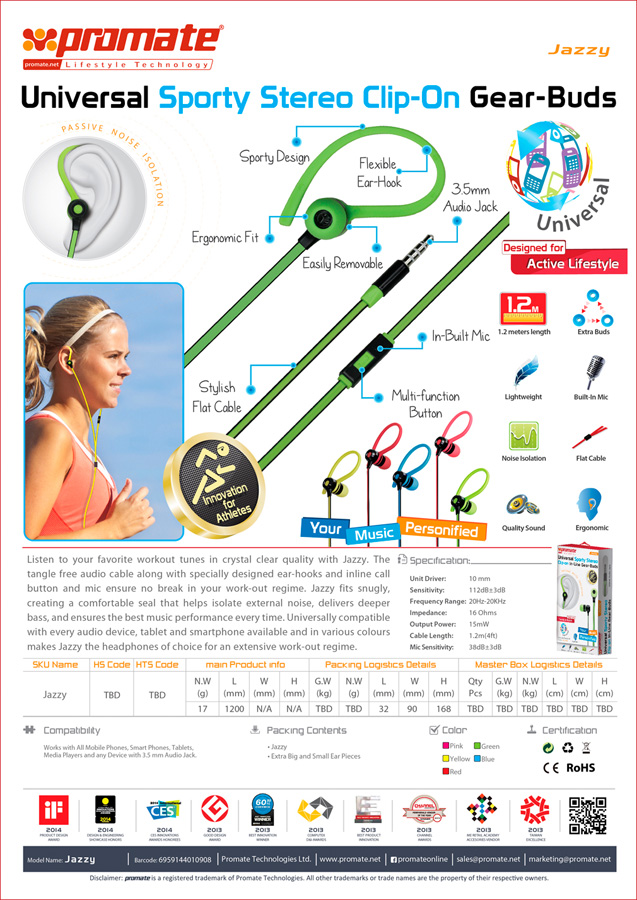 promate®
promate.net | Lifestyle Technology
Jazzy
Universal Sporty Stereo Clip-On Gear-Buds
PASSIVE NOISE ISOLATION
Sporty Design
Flexible
Ear-Hook
3.5mm
Audio Jack
Universal
Ergonomic Fit
Easily Removable
Designed for
Active Lifestyle
1.2M
1.2 meters length
Extra Buds
In-Built Mic
Lightweight
Built-In Mic
Stylish
Flat Cable
Multi-function
Button
Noise Isolation
Flat Cable
Innovation
for
Athletes
Your Music Personified
Quality Sound
Ergonomic
Listen to your favorite workout tunes in crystal clear quality with Jazzy. The
tangle free audio cable along with specially designed ear-hooks and inline call
button and mic ensure no break in your work-out regime. Jazzy fits snugly,
creating a comfortable seal that helps isolate external noise, delivers deeper
bass, and ensures the best music performance every time. Universally compatible
with every audio device, tablet and smartphone available and in various colours
makes Jazzy the headphones of choice for an extensive work-out regime.
Specification:
Unit Driver: 10 mm
Sensitivity: 112dB±3dB
Frequency Range: 20Hz-20KHz
Impedance: 16 Ohms
Output Power: 15mW
Cable Length: 1.2m(4ft)
Mic Sensitivity: 38dB±3dB
promate
Universal Sporty Stereo
Clip-on In-Line Gear-Buds
SKU Name HS Code HTS Code main Product info Packing Logistics Details Master Box Logistics Details
N.W (g) L (mm) W (mm) H (mm) G.W (kg) N.W (g) L (mm) W (mm) H (mm) Qty Pcs G.W (kg) N.W (kg) L (cm) W (cm) H (cm)
Jazzy TBD TBD 17 1200 N/A N/A TBD TBD 32 90 168 TBD TBD TBD TBD TBD TBD
Compatibility
Works with All Mobile Phones, Smart Phones, Tablets,
Media Players and any Device with 3.5 mm Audio Jack.
Packing Contents
• Jazzy
• Extra Big and Small Ear Pieces
Color
Pink Green
Yellow Blue
Red
Certification
CE RoHS
2014
PRODUCT DESIGN
AWARD
2014
DESIGN & ENGINEERING
SHOWCASE HONORS
CES
2014
CES INNOVATIONS
AWARDS HONOREES
2013
GOOD DESIGN
AWARD
2013
BEST INNOVATION
WINNER
2013
COMPUTEX
D&I AWARDS
2013
BEST PRODUCT
INNOVATION
2013
CHANNEL
AWARDS
2013
ME RETAIL ACADEMY
ACCESSORIES VENDOR
2013
TAIWAN
EXCELLENCE
Model Name: Jazzy | Barcode: 6959144010908 | Promate Technologies Ltd. | www.promate.net | promateonline | sales@promate.net | marketing@promate.net
Disclaimer: promate is a registered trademark of Promate Technologies. All other trademarks or trade names are the property of their respective owners.